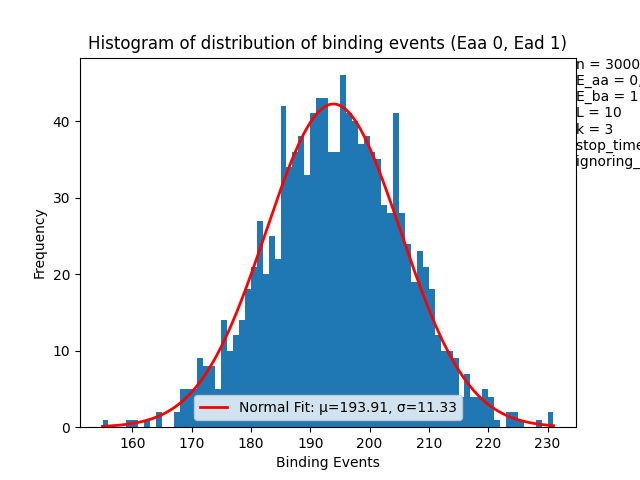 Histogram of distribution of binding events (Eaa 0, Ead 1)
n = 3000
E_aa = 0,
E_ba = 1
L = 10
k = 3
stop_time
ignoring_
Frequency
40
30
20
10
0
Normal Fit: μ=193.91, σ=11.33
160 170 180 190 200 210 220 230
Binding Events